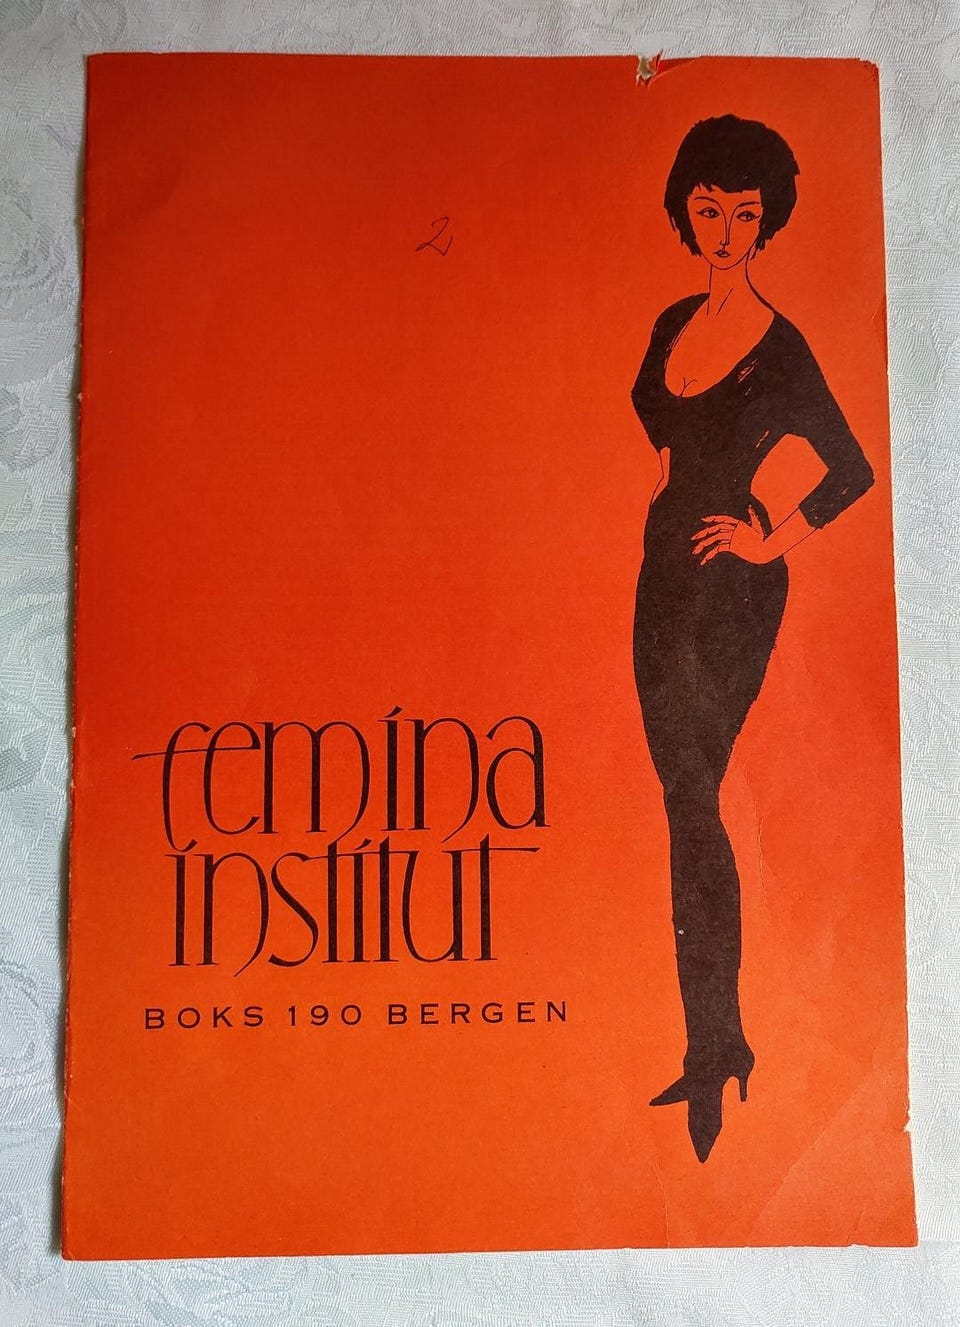 2
femina
institut
BOKS 190 BERGEN